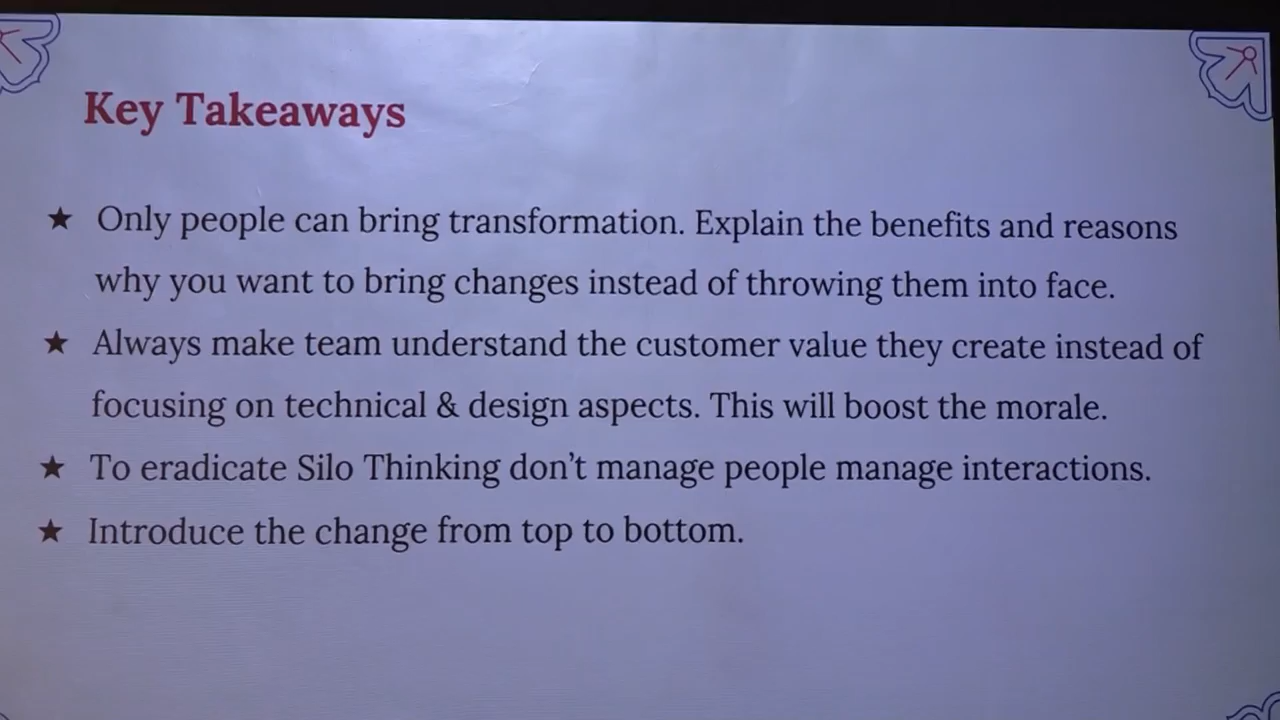 Key Takeaways
★ Only people can bring transformation. Explain the benefits and reasons
why you want to bring changes instead of throwing them into face.
★ Always make team understand the customer value they create instead of
focusing on technical & design aspects. This will boost the morale.
★ To eradicate Silo Thinking don't manage people manage interactions.
★ Introduce the change from top to bottom.